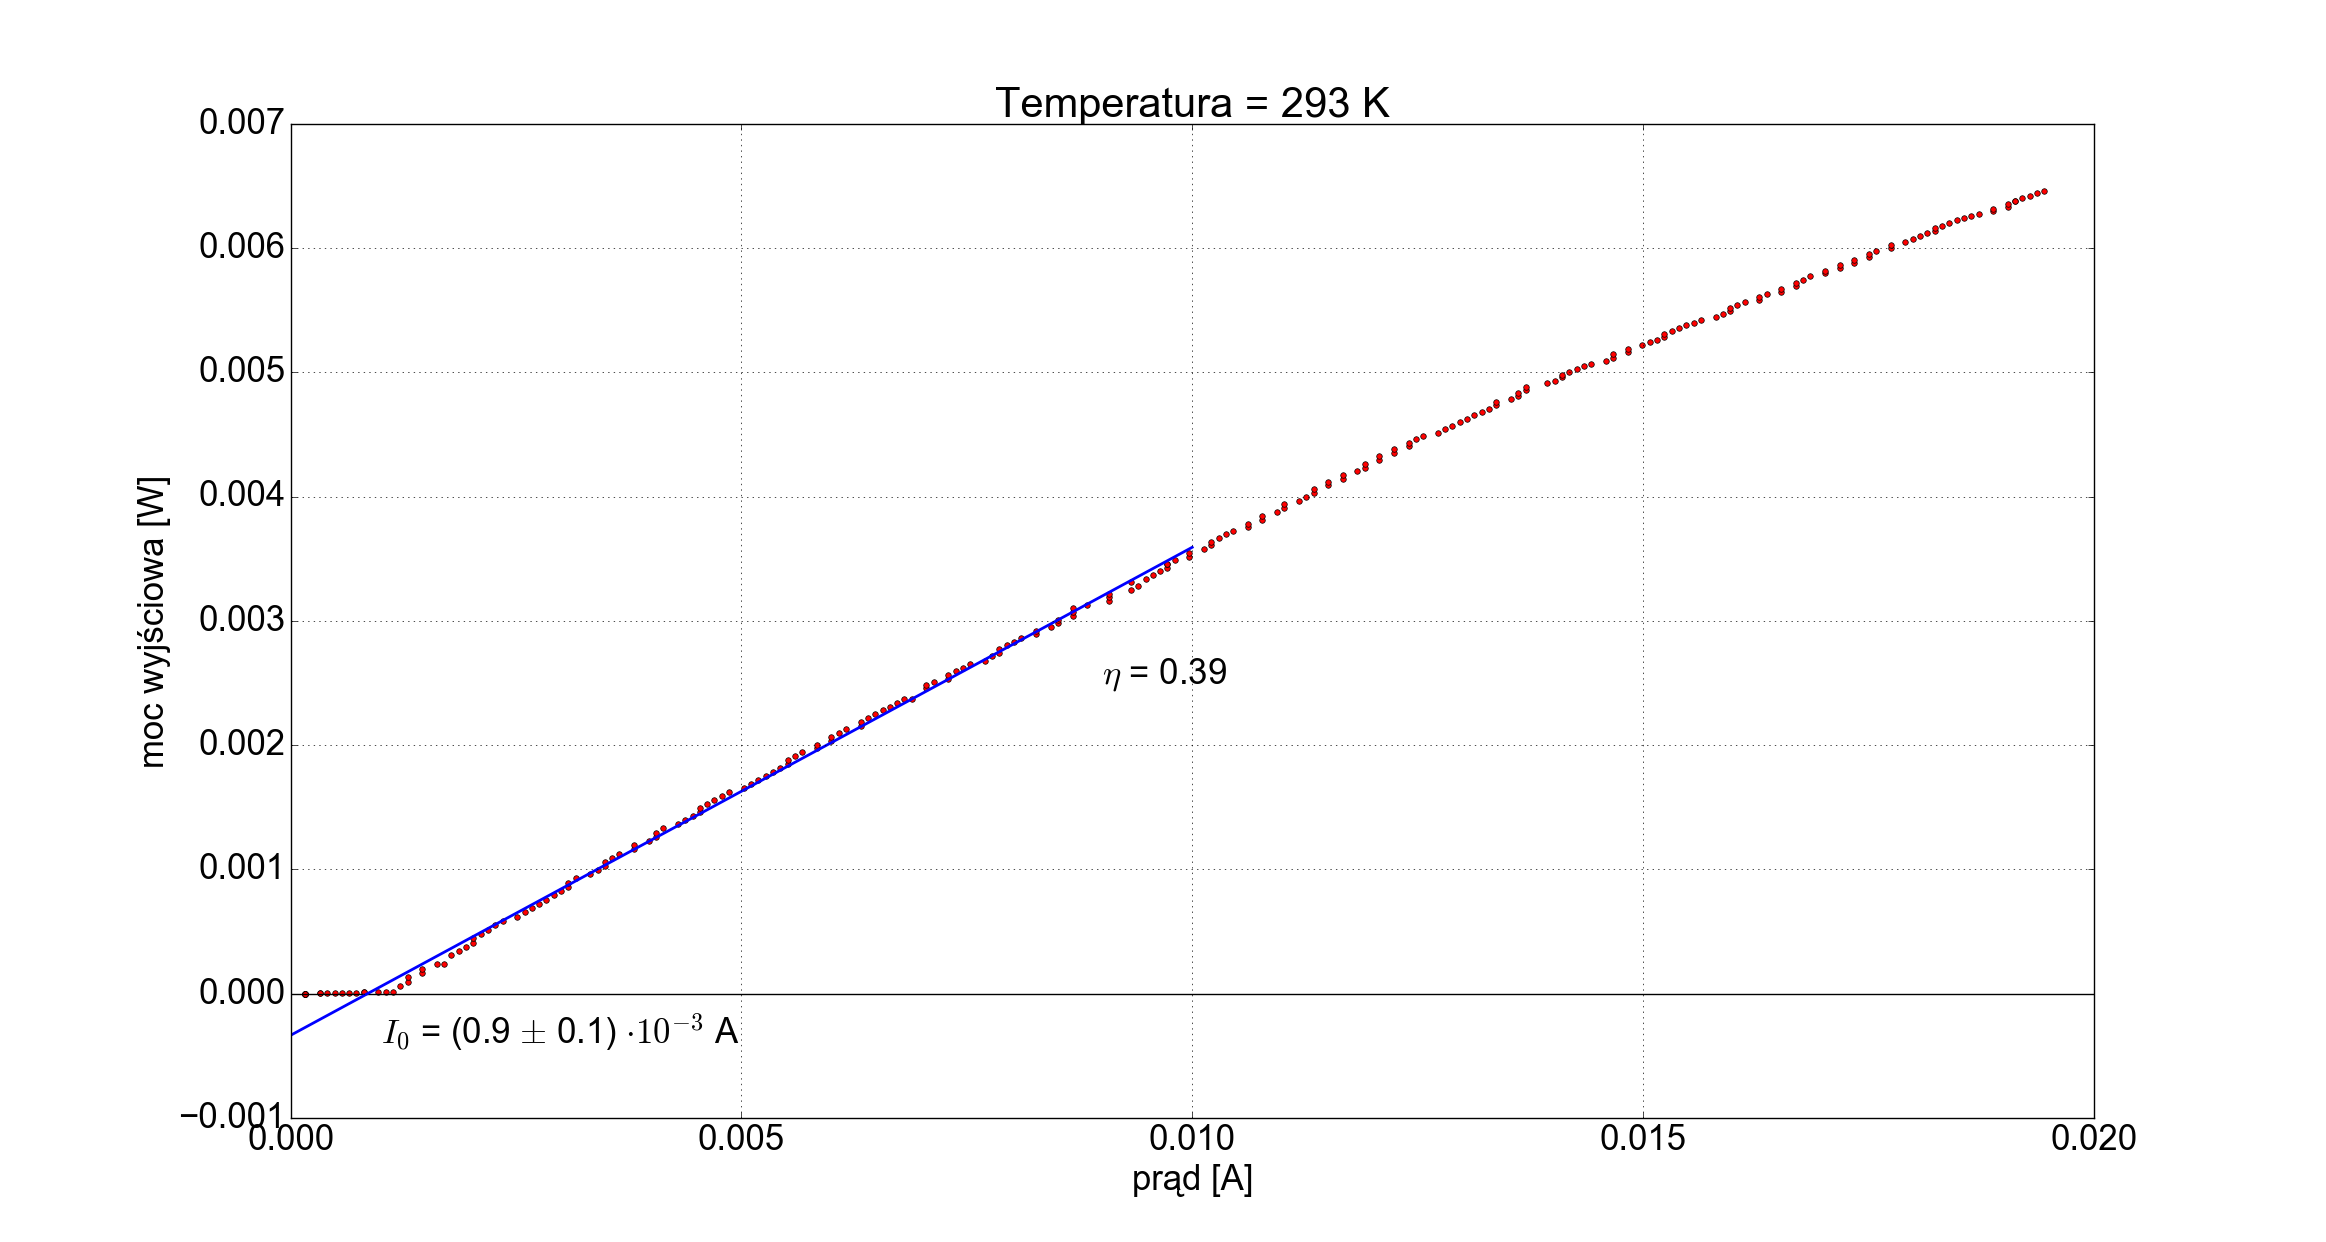 Temperatura = 293 K
0.007
0.006
0.005
0.004
0.003
0.002
0.001
0.000
−0.001
moc wyjściowa [W]
η = 0.39
I₀ = (0.9 ± 0.1) ·10⁻³ A
0.000 0.005 0.010 0.015 0.020
prąd [A]